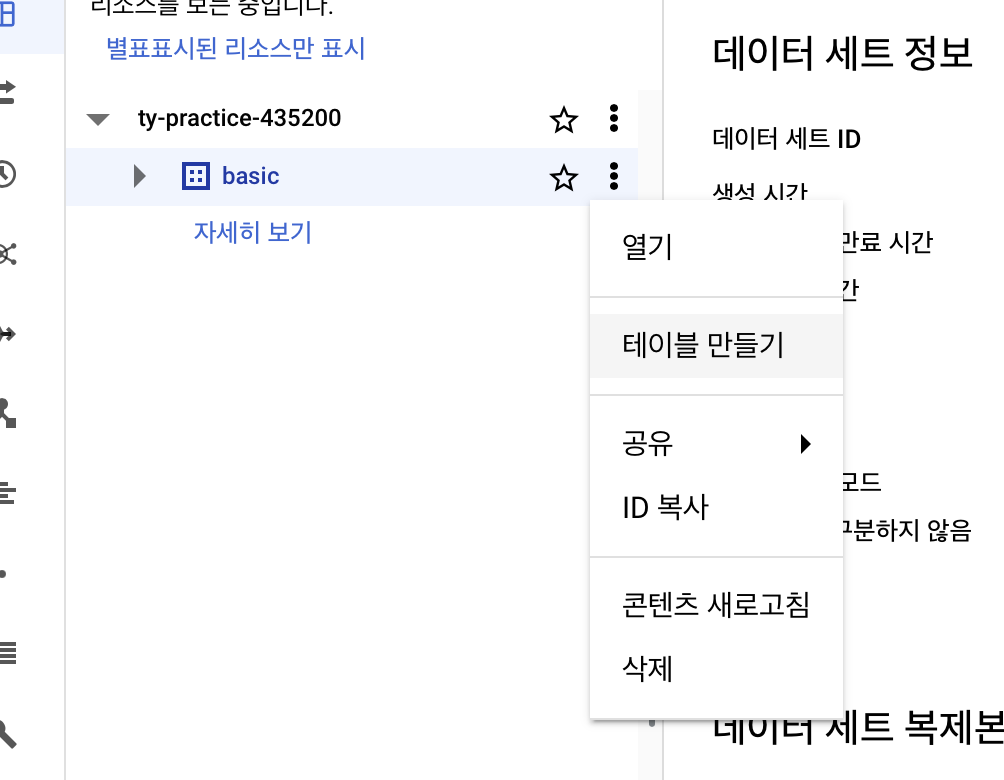 리소스를 보는 중입니다.
별표표시된 리소스만 표시
ty-practice-435200
basic
자세히 보기
열기
테이블 만들기
공유
ID 복사
콘텐츠 새로고침
삭제
데이터 세트 정보
데이터 세트 ID
생성 시간
만료 시간
간
모드
구분하지 않음
데이터 세트 복제본